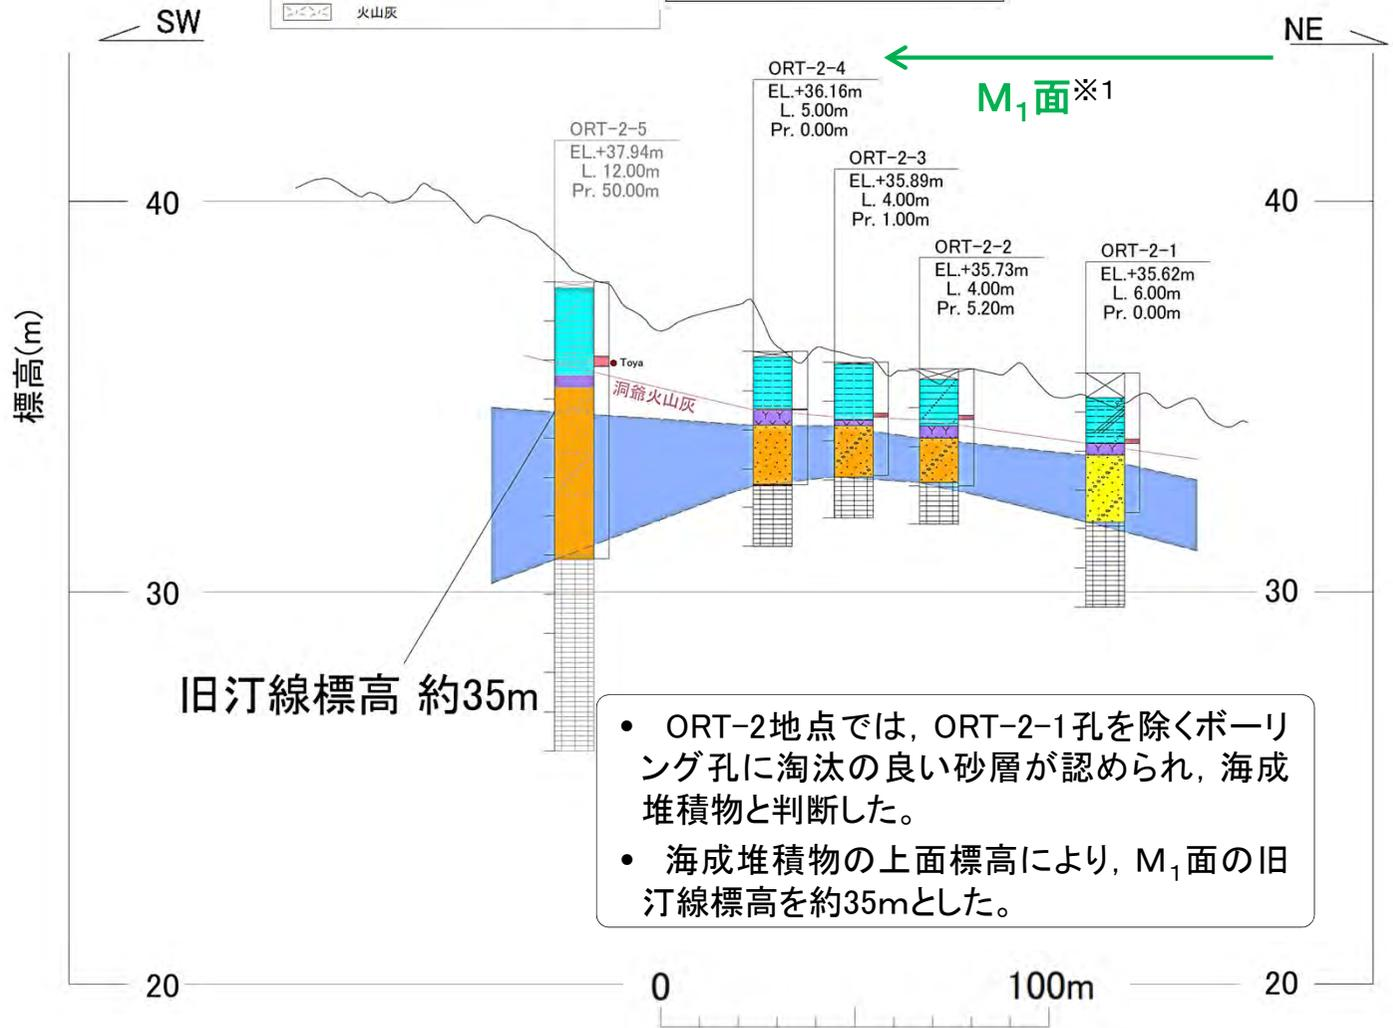 火山灰
SW
NE
M₁面※1
ORT-2-4
EL.+36.16m
L. 5.00m
Pr. 0.00m
ORT-2-5
EL.+37.94m
L. 12.00m
Pr. 50.00m
ORT-2-3
EL.+35.89m
L. 4.00m
Pr. 1.00m
ORT-2-2
EL.+35.73m
L. 4.00m
Pr. 5.20m
ORT-2-1
EL.+35.62m
L. 6.00m
Pr. 0.00m
40
40
標高(m)
Toya
洞爺火山灰
30
30
旧汀線標高 約35m
• ORT-2地点では，ORT-2-1孔を除くボーリ
ング孔に淘汰の良い砂層が認められ，海成
堆積物と判断した。
• 海成堆積物の上面標高により，M₁面の旧
汀線標高を約35mとした。
20
0
100m
20